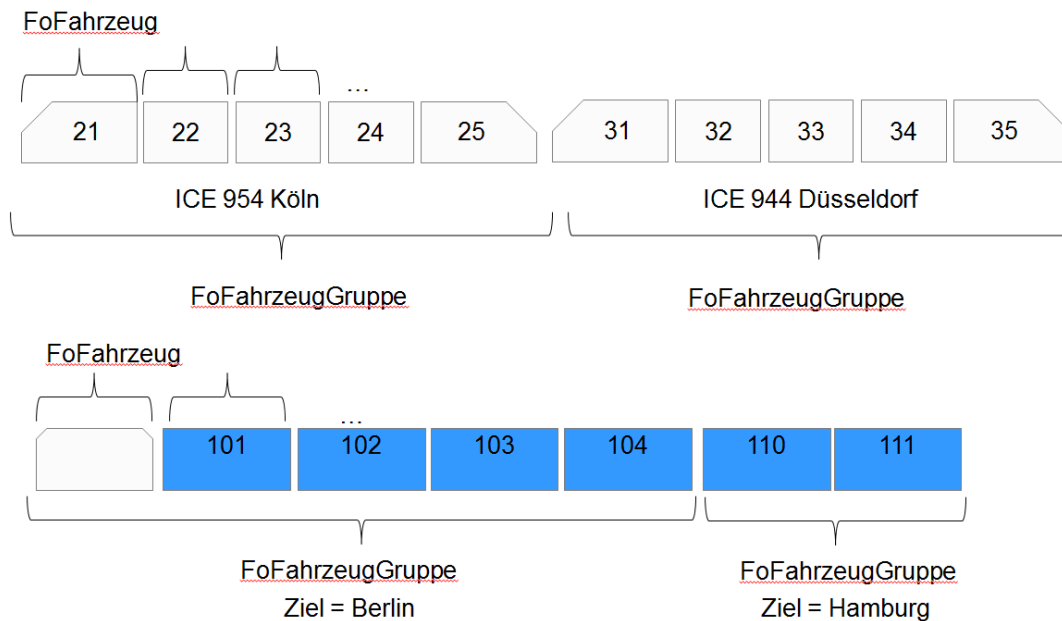 FoFahrzeug
...
21 22 23 24 25 31 32 33 34 35
ICE 954 Köln ICE 944 Düsseldorf
FoFahrzeugGruppe FoFahrzeugGruppe
FoFahrzeug
...
101 102 103 104 110 111
FoFahrzeugGruppe FoFahrzeugGruppe
Ziel = Berlin Ziel = Hamburg